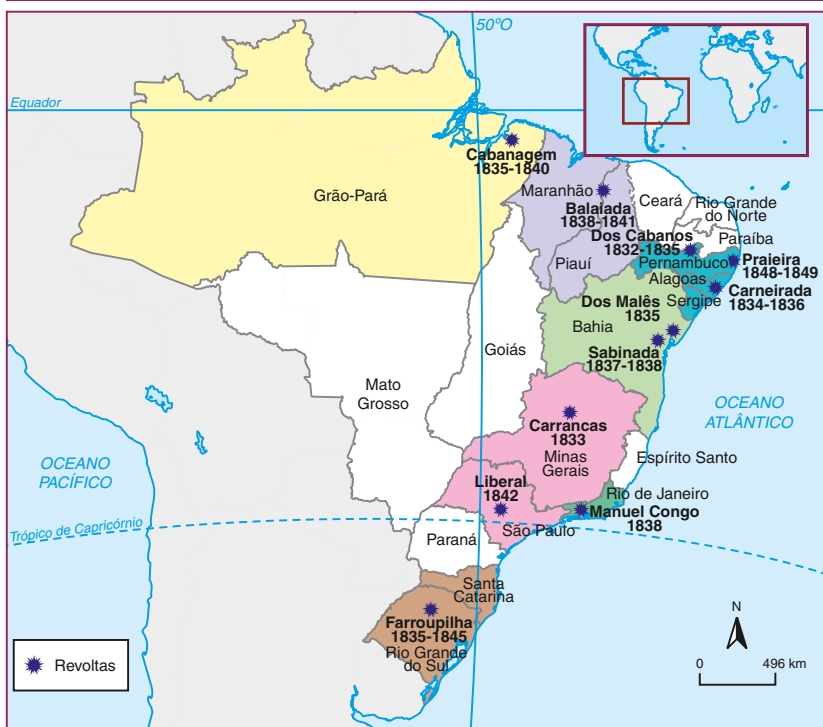 50ºO
Equador
Cabanagem
1835-1840
Grão-Pará
Maranhão
Balaiada
1838-1841
Ceará
Rio Grande
do Norte
Dos Cabanos
1832-1835
Paraíba
Piauí
Pernambuco
Praieira
1848-1849
Alagoas
Carneirada
1834-1836
Sergipe
Dos Malês
1835
Bahia
Sabinada
1837-1838
Goiás
Mato
Grosso
OCEANO
ATLÂNTICO
Carrancas
1833
Minas
Gerais
Espírito Santo
OCEANO
PACÍFICO
Liberal
1842
Rio de Janeiro
Manuel Congo
1838
São Paulo
Trópico de Capricórnio
Paraná
Santa
Catarina
Farroupilha
1835-1845
Rio Grande
do Sul
Revoltas
N
0 496 km